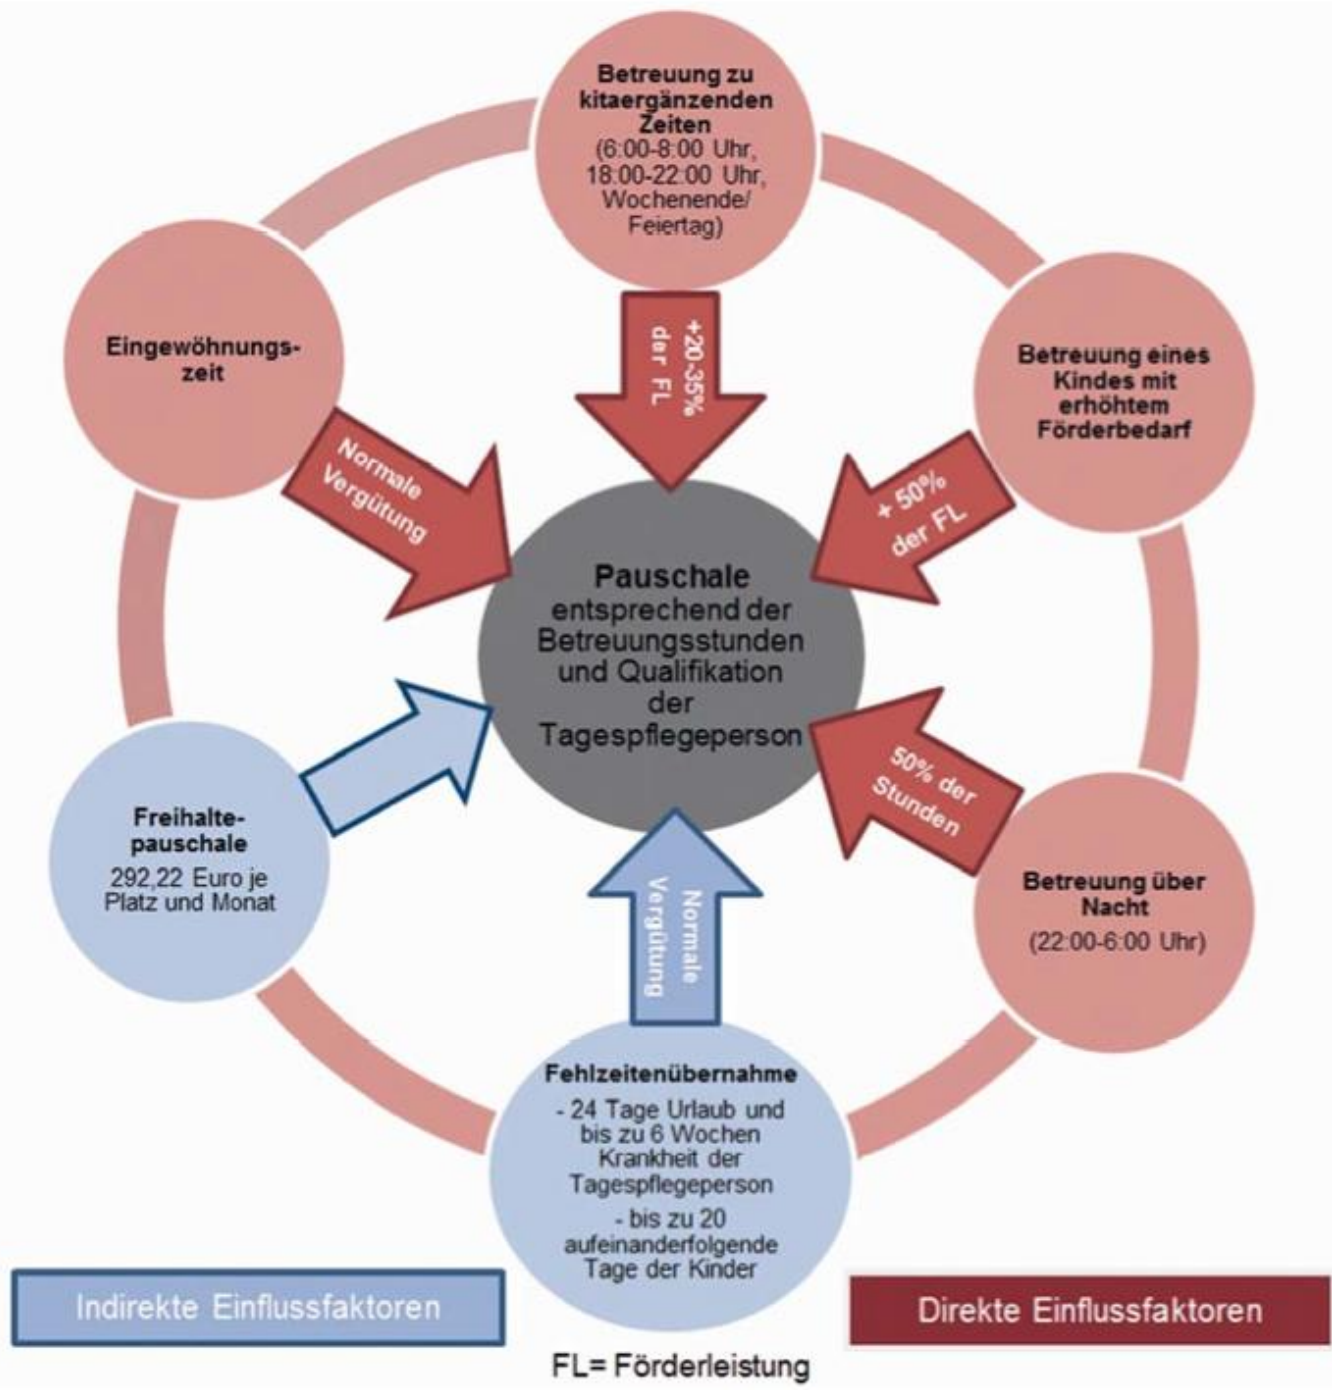 Betreuung zu
kitaergänzenden
Zeiten
(6:00-8:00 Uhr,
18:00-22:00 Uhr,
Wochenende/
Feiertag)
+20-35%
der FL
Eingewöhnungs-
zeit
Normale
Vergütung
Betreuung eines
Kindes mit
erhöhtem
Förderbedarf
+ 50%
der FL
Pauschale
entsprechend der
Betreuungsstunden
und Qualifikation
der
Tagespflegeperson
50% der
Stunden
Betreuung über
Nacht
(22:00-6:00 Uhr)
Freihalte-
pauschale
292,22 Euro je
Platz und Monat
Normale
Vergütung
Fehlzeitenübernahme
- 24 Tage Urlaub und
bis zu 6 Wochen
Krankheit der
Tagespflegeperson
- bis zu 20
aufeinanderfolgende
Tage der Kinder
Indirekte Einflussfaktoren
Direkte Einflussfaktoren
FL= Förderleistung